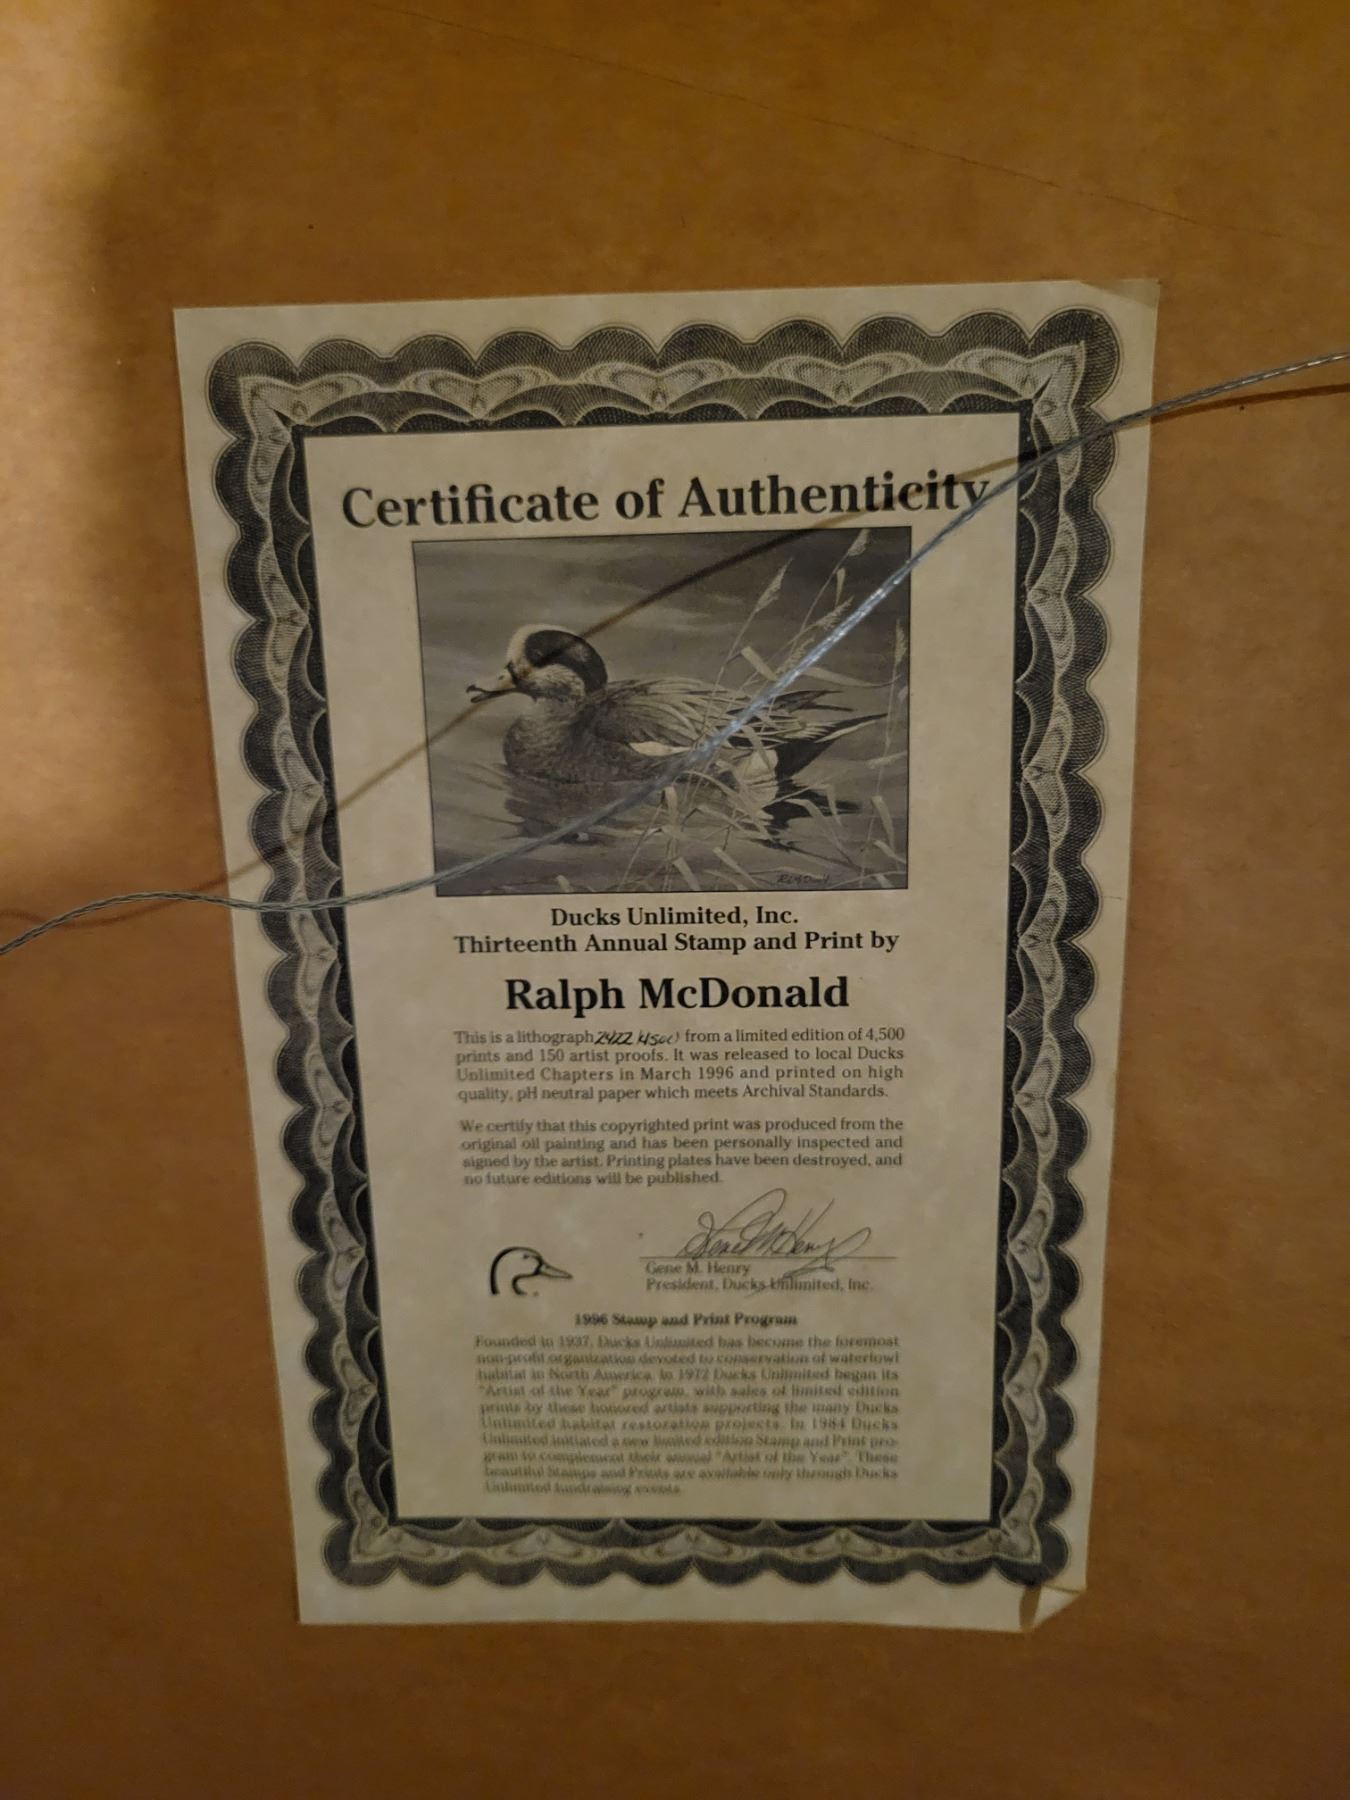 Certificate of Authenticity
Ducks Unlimited, Inc.
Thirteenth Annual Stamp and Print by
Ralph McDonald
This is a lithograph 2422/4500 from a limited edition of 4,500
prints and 150 artist proofs. It was released to local Ducks
Unlimited Chapters in March 1996 and printed on high
quality, pH neutral paper which meets Archival Standards.
We certify that this copyrighted print was produced from the
original oil painting and has been personally inspected and
signed by the artist. Printing plates have been destroyed, and
no future editions will be published.
Gene M. Henry
Gene M. Henry
President, Ducks Unlimited, Inc.
1996 Stamp and Print Program
Founded in 1937, Ducks Unlimited has become the foremost
non-profit organization devoted to conservation of waterfowl
habitat in North America. In 1972 Ducks Unlimited began its
"Artist of the Year" program, with sales of limited edition
prints by these honored artists supporting the many Ducks
Unlimited habitat restoration projects. In 1984 Ducks
Unlimited initiated a new limited edition Stamp and Print pro-
gram to complement their annual "Artist of the Year". These
beautiful Stamps and Prints are available only through Ducks
Unlimited fundraising events.